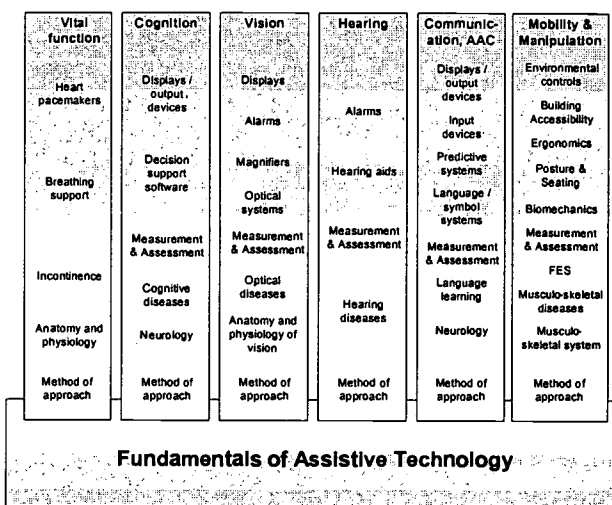 Vital
function
Heart
pacemakers
Breathing
support
Incontinence
Anatomy and
physiology
Method of
approach
Cognition
Displays /
output
devices
Decision
support
software
Measurement
& Assessment
Cognitive
diseases
Neurology
Method of
approach
Vision
Displays
Alarms
Magnifiers
Optical
systems
Measurement
& Assessment
Optical
diseases
Anatomy and
physiology of
vision
Method of
approach
Hearing
Alarms
Hearing aids
Measurement
& Assessment
Hearing
diseases
Method of
approach
Communic-
ation, AAC
Displays /
output
devices
Input
devices
Predictive
systems
Language /
symbol
systems
Measurement
& Assessment
Language
learning
Neurology
Method of
approach
Mobility &
Manipulation
Environmental
controls
Building
Accessibility
Ergonomics
Posture &
Seating
Biomechanics
Measurement
& Assessment
FES
Musculo-skeletal
diseases
Musculo-
skeletal system
Method of
approach
Fundamentals of Assistive Technology